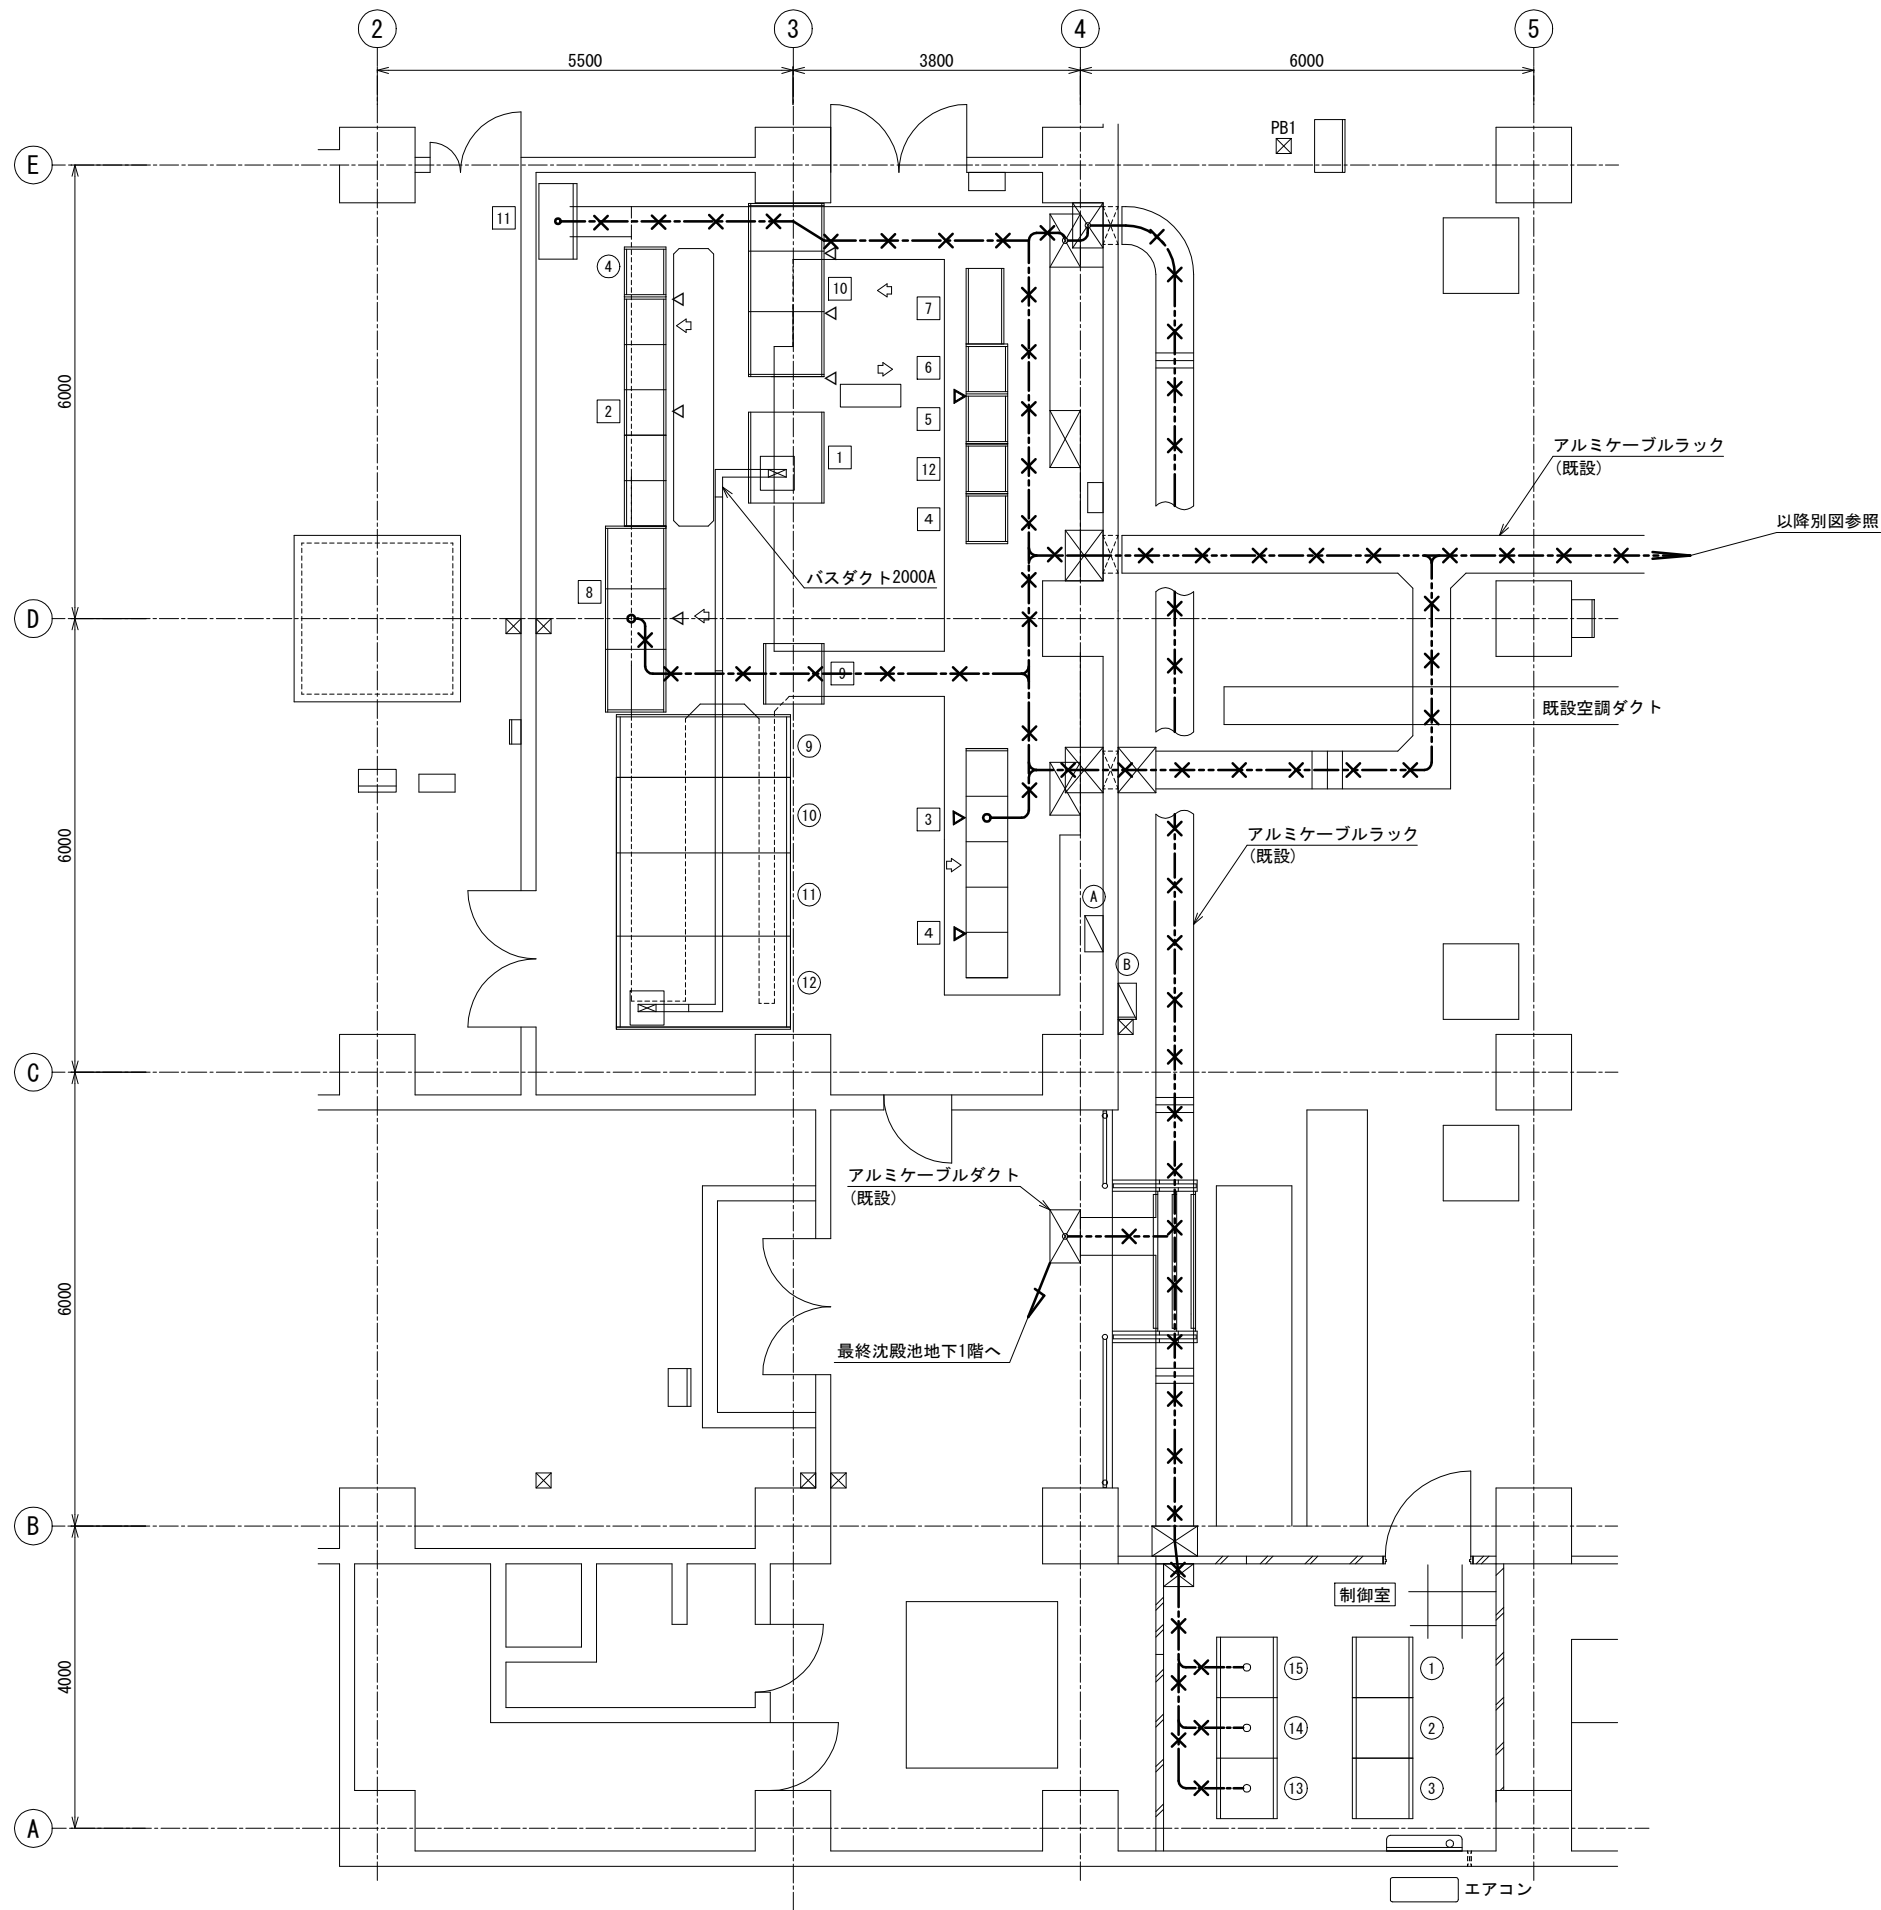 2
3
4
5
5500
3800
6000
PB1
E
11
4
10
7
6000
6
2
5
1
アルミケーブルラック
(既設)
12
4
以降別図参照
バスダクト2000A
8
D
9
既設空調ダクト
9
10
3
アルミケーブルラック
(既設)
6000
11
A
4
B
12
C
アルミケーブルダクト
(既設)
6000
最終沈殿池地下1階へ
B
制御室
4000
15
1
14
2
13
3
A
エアコン